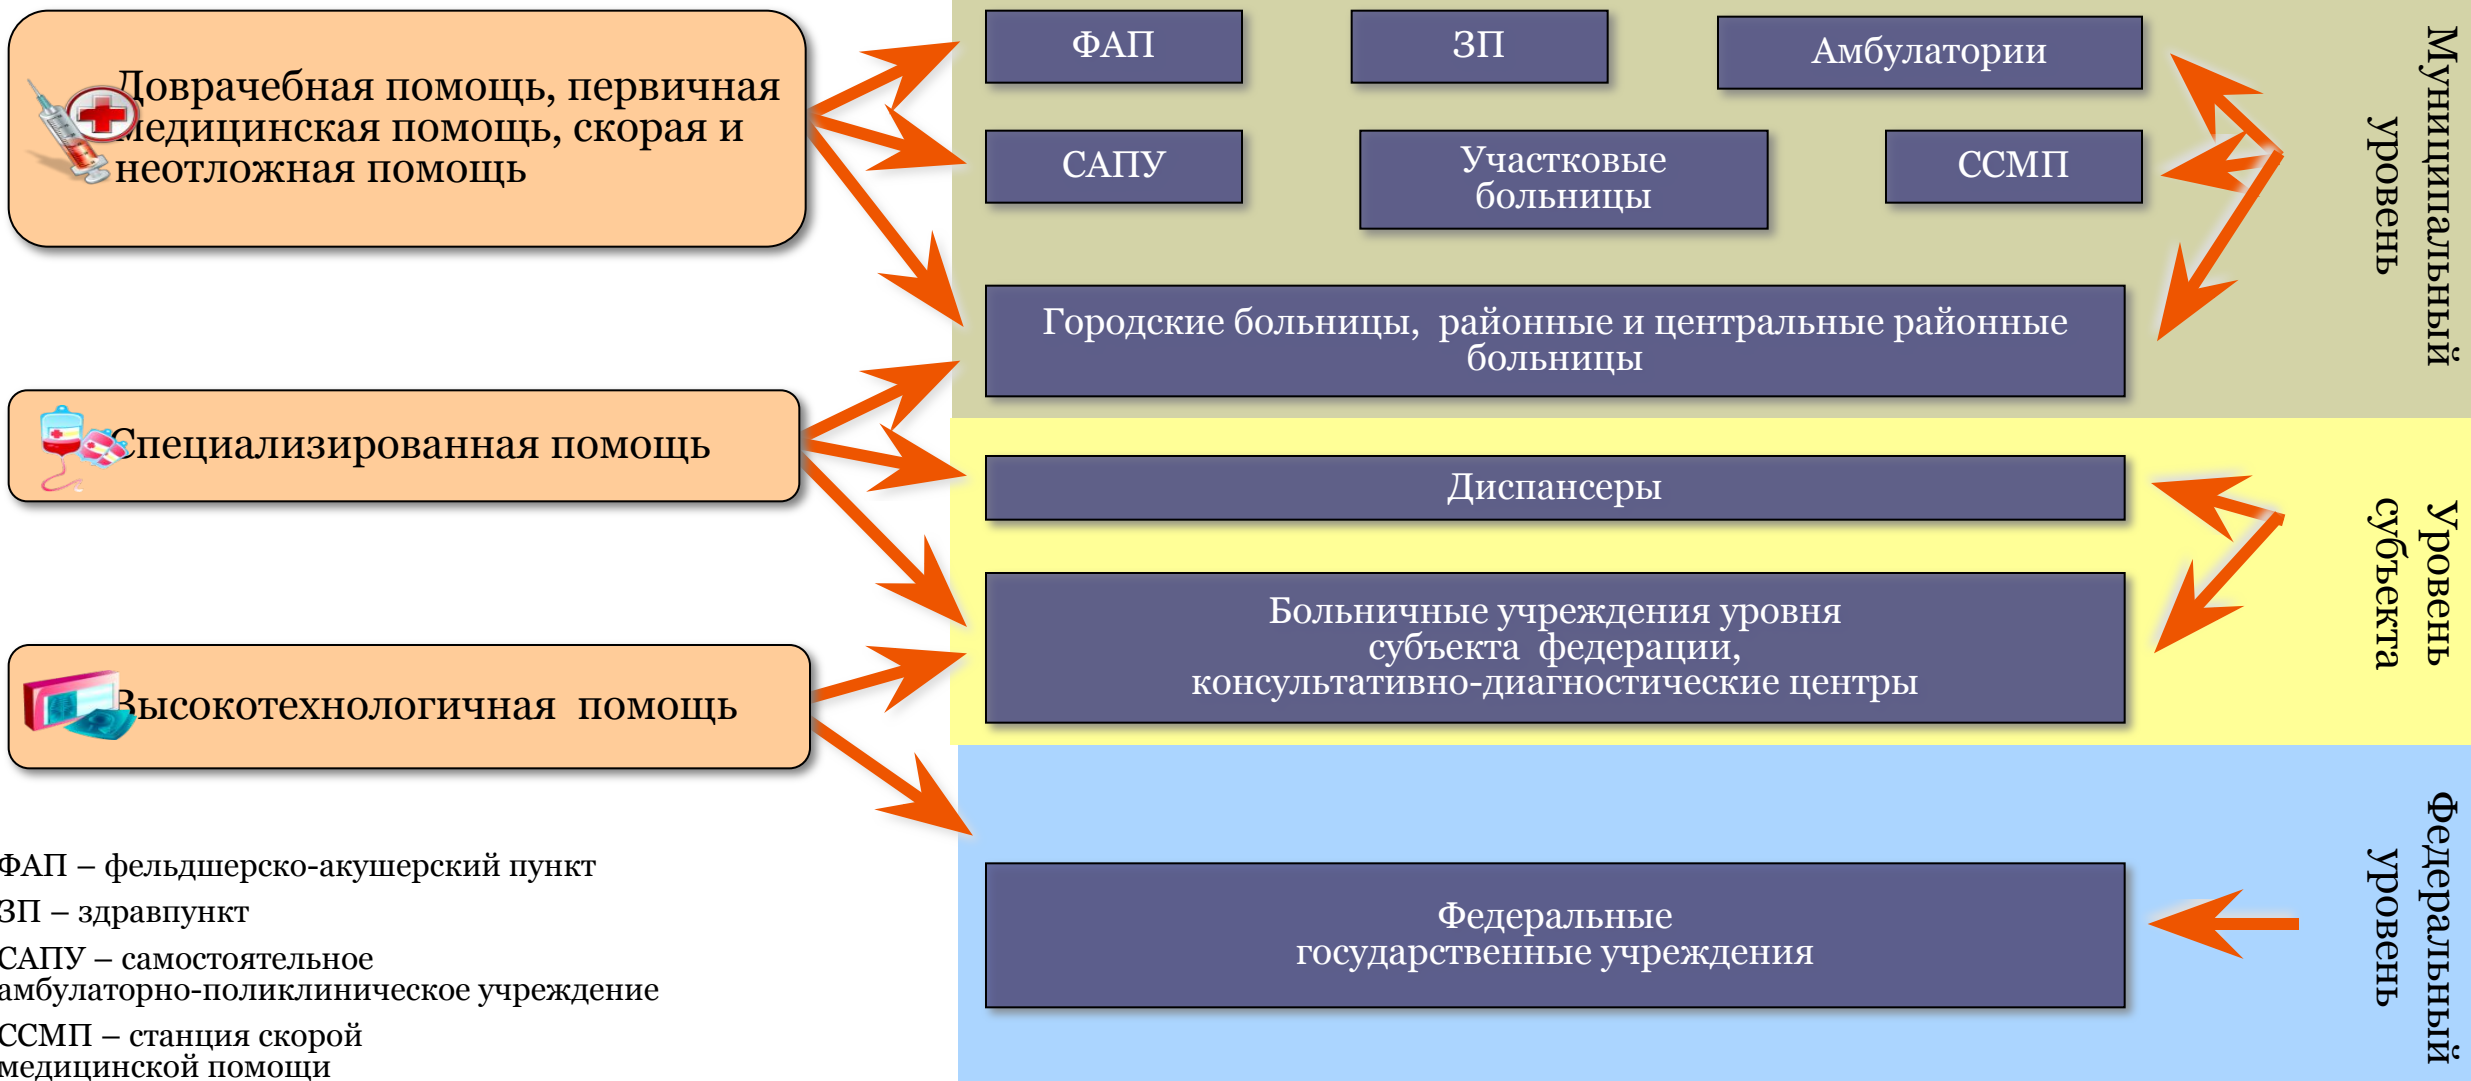 Доврачебная помощь, первичная
медицинская помощь, скорая и
неотложная помощь
Специализированная помощь
Высокотехнологичная помощь
ФАП – фельдшерско-акушерский пункт
ЗП – здравпункт
САПУ – самостоятельное
амбулаторно-поликлиническое учреждение
ССМП – станция скорой
медицинской помощи
ФАП
ЗП
Амбулатории
САПУ
Участковые
больницы
ССМП
Городские больницы, районные и центральные районные
больницы
Диспансеры
Больничные учреждения уровня
субъекта федерации,
консультативно-диагностические центры
Федеральные
государственные учреждения
Муниципальный
уровень
Уровень
субъекта
Федеральный
уровень